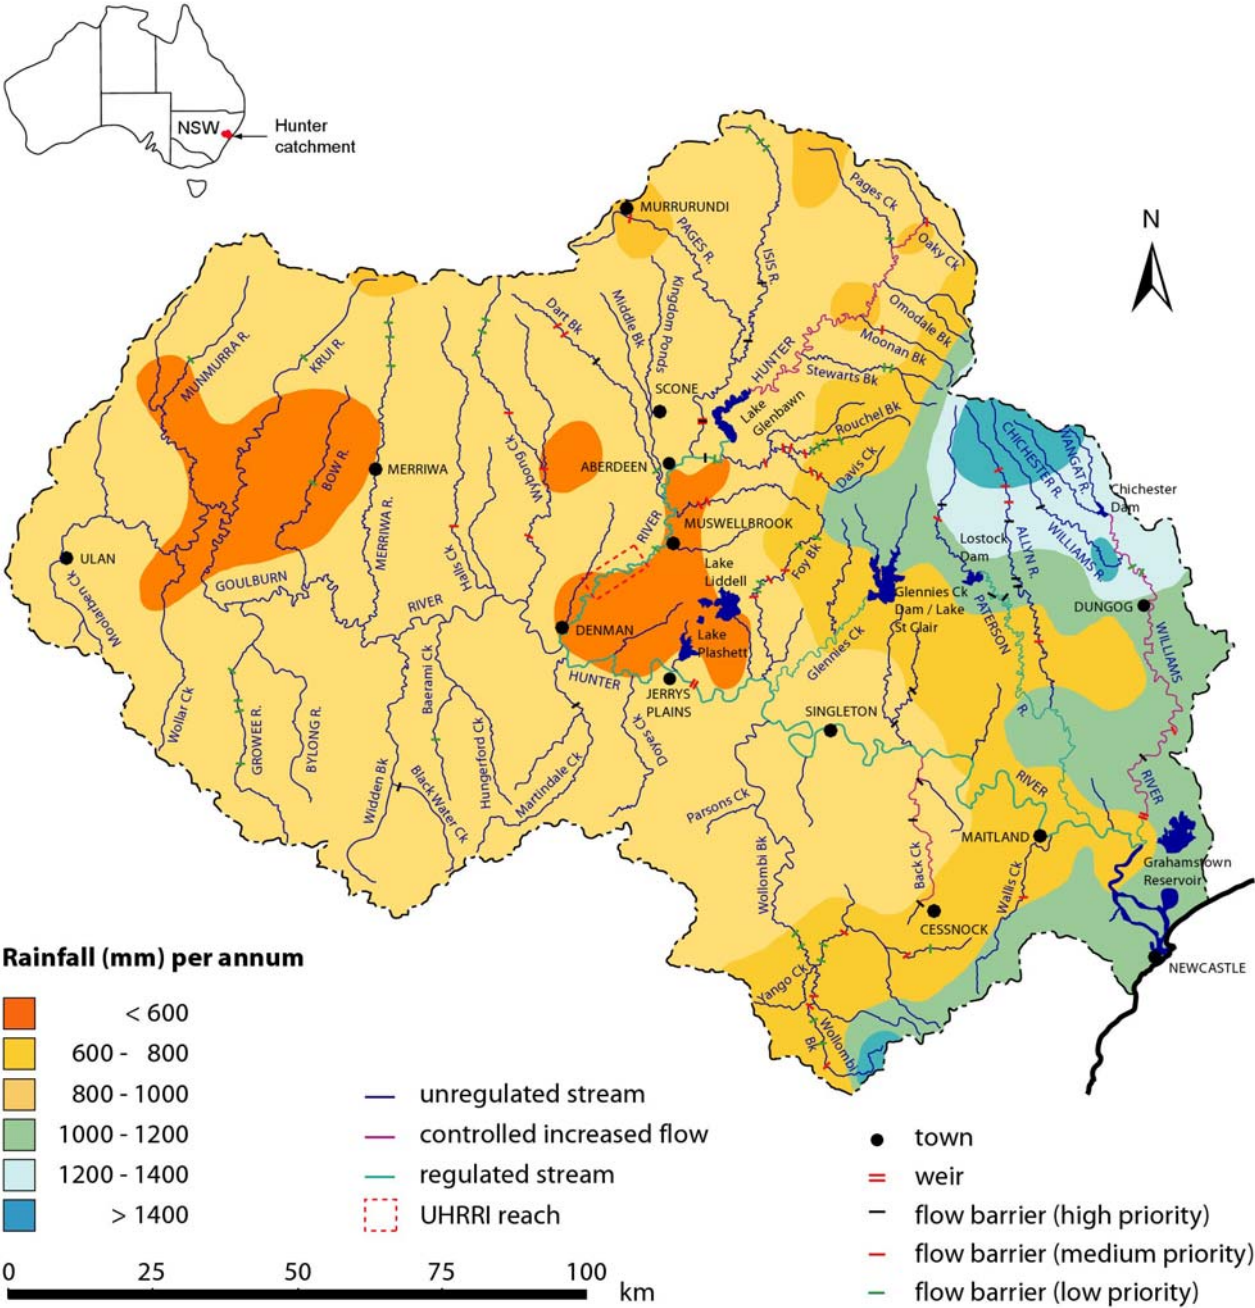 NSW
Hunter
catchment
N
MURRURUNDI
PAGES R.
ISIS R.
Pages Ck
Oaky Ck
Omodale Bk
Moonan Bk
Stewarts Bk
HUNTER
Dart Bk
Middle Bk
Kingdom Ponds
MUNMURRA R.
KRUI R.
SCONE
Lake
Glenbawn
Rouchel Bk
Davis Ck
ABERDEEN
MERRIWA
BOW R.
Wybong Ck
CHICHESTER R.
WANGAT R.
Chichester
Dam
MUSWELLBROOK
RIVER
MERRIWA R.
Halls Ck
Foy Bk
Lostock
Dam
ALLYN R.
WILLIAMS R.
ULAN
Moolarben Ck
GOULBURN
RIVER
Lake
Liddell
Glennies Ck
Dam / Lake
St Clair
PATERSON
R.
DUNGOG
WILLIAMS
RIVER
DENMAN
Lake
Plashett
Glennies Ck
HUNTER
JERRYS
PLAINS
SINGLETON
Wollar Ck
GROWEE R.
BYLONG R.
Baerami Ck
Hungerford Ck
Doyes Ck
Widden Bk
Black Water Ck
Martindale Ck
Parsons Ck
Wollombi Bk
RIVER
MAITLAND
Back Ck
Wallis Ck
Grahamstown
Reservoir
CESSNOCK
NEWCASTLE
Yango Ck
Wollombi
Bk
Rainfall (mm) per annum
< 600
600 - 800
800 - 1000
1000 - 1200
1200 - 1400
> 1400
unregulated stream
controlled increased flow
regulated stream
UHRRI reach
town
weir
flow barrier (high priority)
flow barrier (medium priority)
flow barrier (low priority)
0 25 50 75 100
km